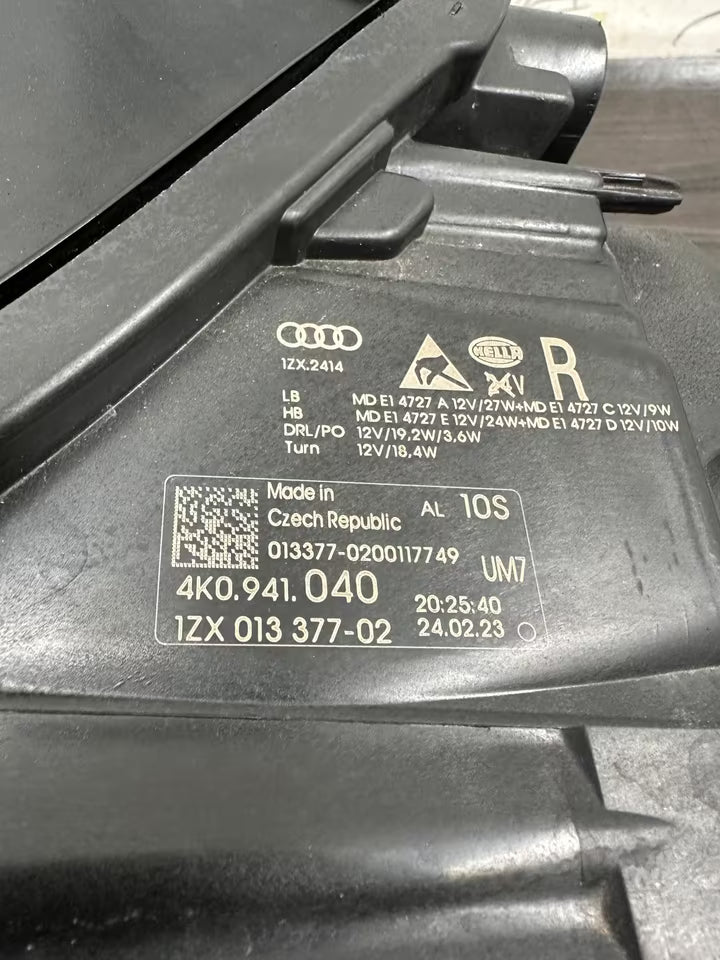 1ZX.2414
HELLA
24V
R
LB MD E1 4727 A 12V/27W+MD E1 4727 C 12V/9W
HB MD E1 4727 E 12V/24W+MD E1 4727 D 12V/10W
DRL/PO 12V/19,2W/3,6W
Turn 12V/18,4W
Made in
Czech Republic
AL 10S
013377-0200117749
UM7
4K0.941.040
20:25:40
1ZX 013 377-02
24.02.23